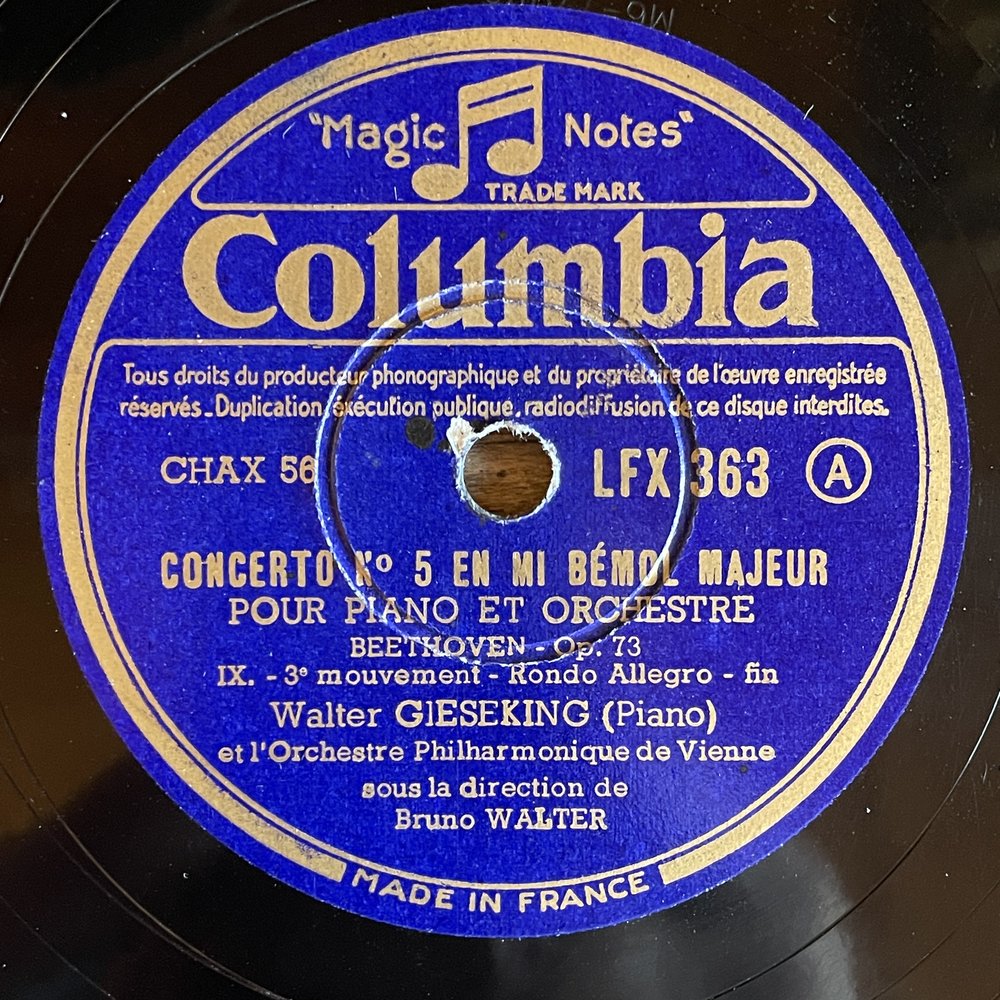 "Magic Notes"
TRADE MARK
Columbia
Tous droits du producteur phonographique et du propriétaire de l'œuvre enregistrée
réservés_Duplication, exécution publique, radiodiffusion de ce disque interdites.
CHAX 56 LFX 363 A
CONCERTO No 5 EN MI BÉMOL MAJEUR
POUR PIANO ET ORCHESTRE
BEETHOVEN - Op. 73
IX. - 3e mouvement - Rondo Allegro - fin
Walter GIESEKING (Piano)
et l'Orchestre Philharmonique de Vienne
sous la direction de
Bruno WALTER
MADE IN FRANCE